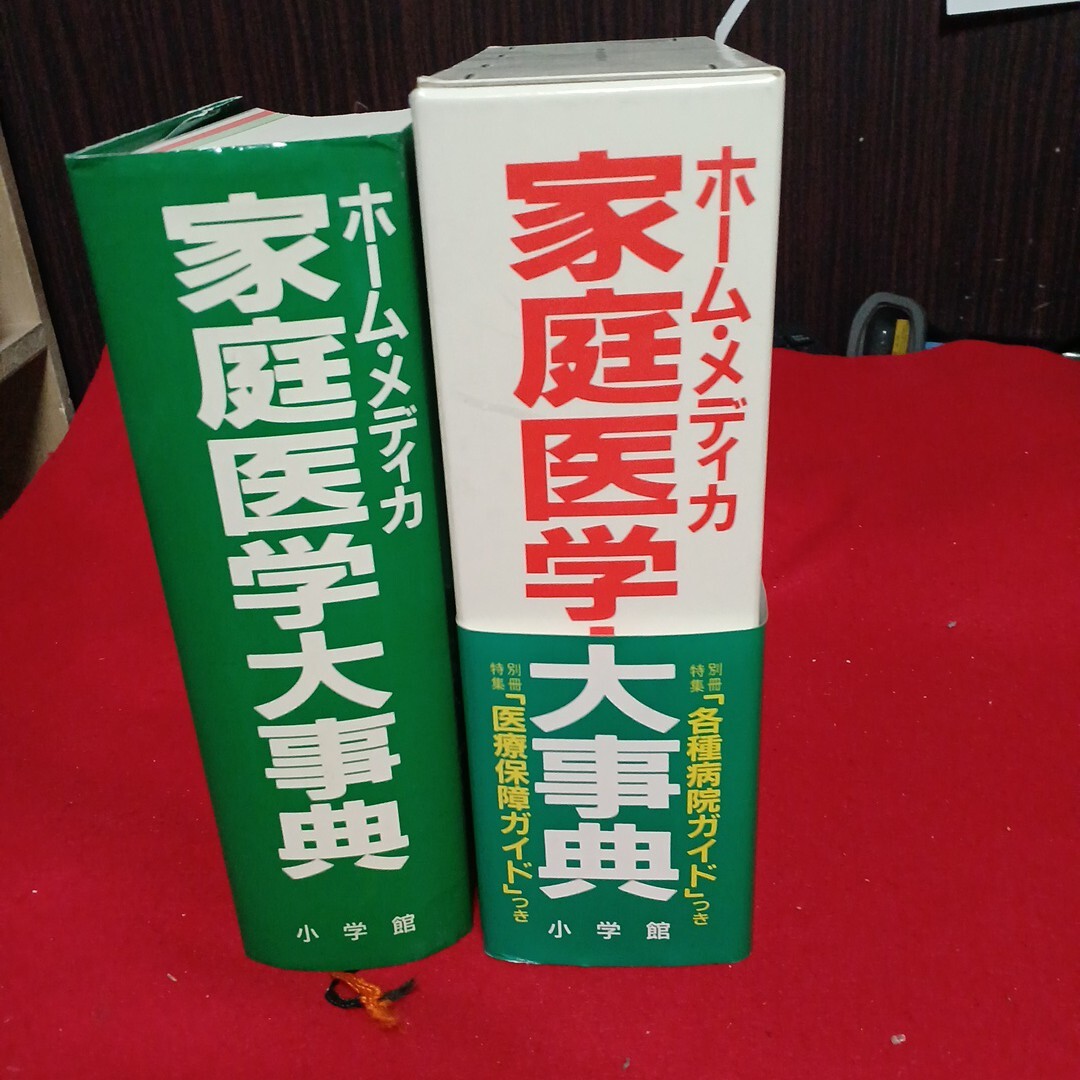 ホーム・メディカ
家庭医学大事典
小学館
ホーム・メディカ
家庭医学大事典
別冊特集「各種病院ガイド」つき
別冊特集「医療保障ガイド」つき
小学館